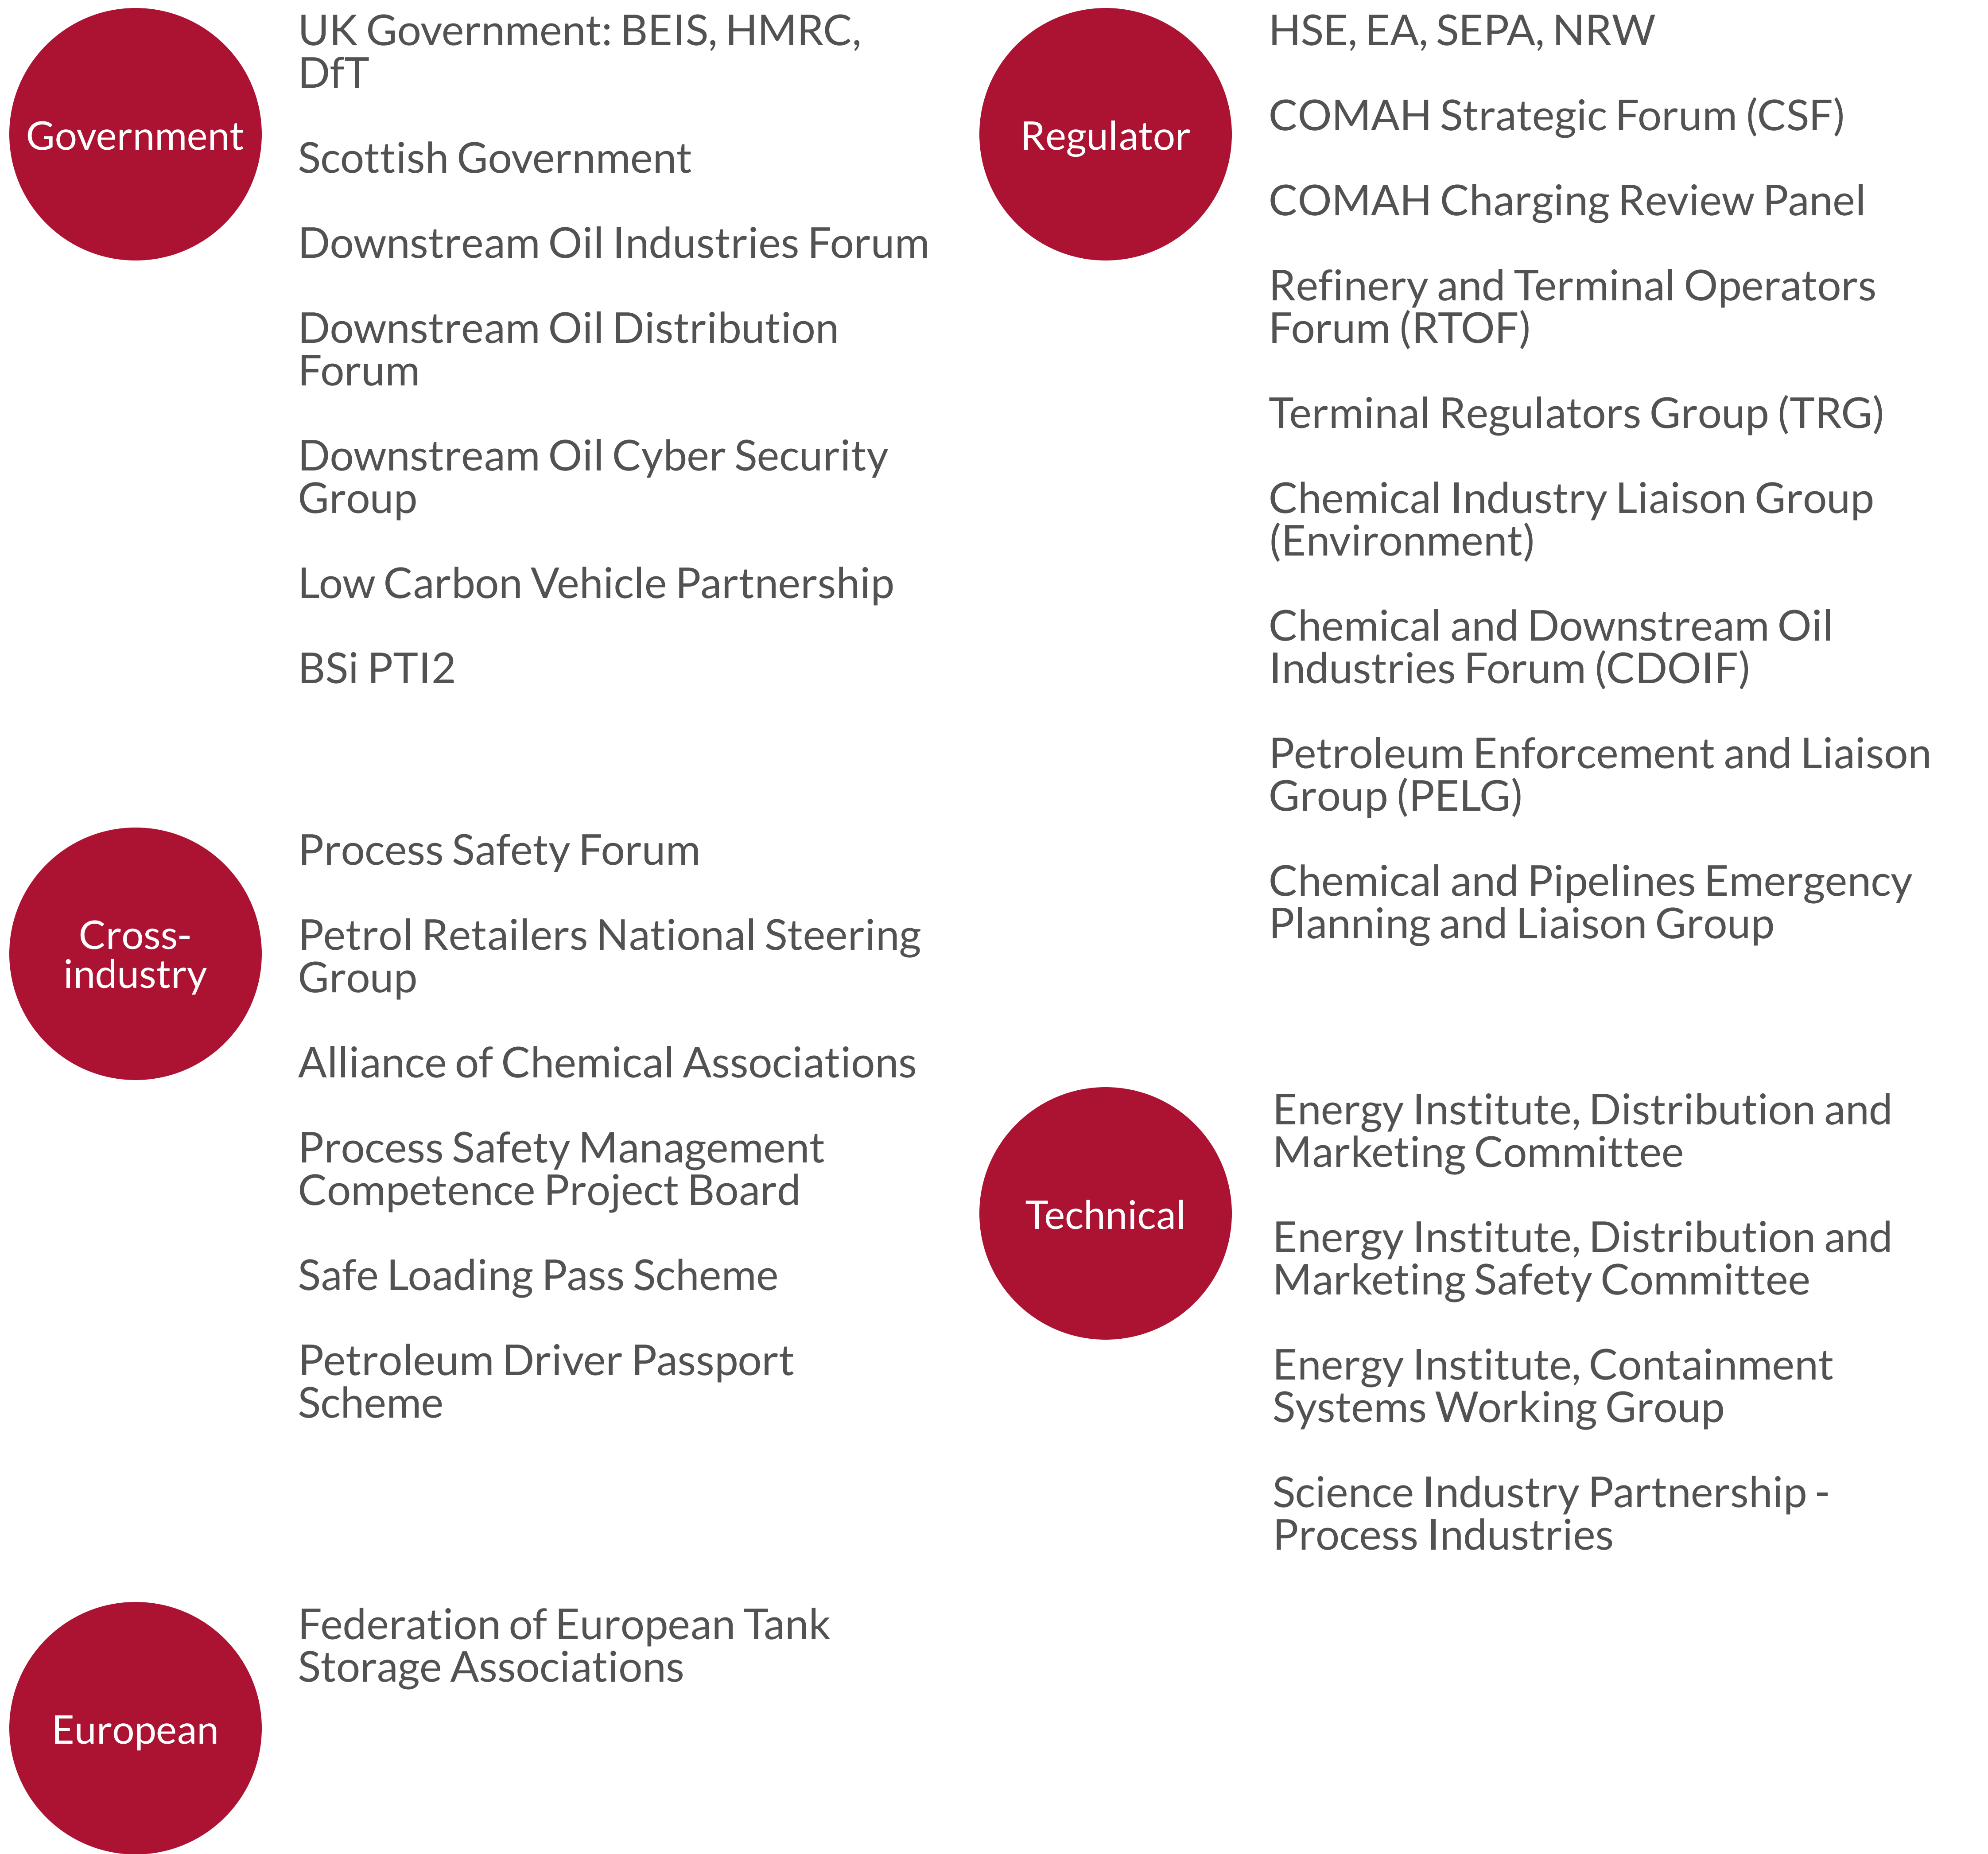 Government
UK Government: BEIS, HMRC,
DfT
Scottish Government
Downstream Oil Industries Forum
Downstream Oil Distribution
Forum
Downstream Oil Cyber Security
Group
Low Carbon Vehicle Partnership
BSi PTI2
Cross-
industry
Process Safety Forum
Petrol Retailers National Steering
Group
Alliance of Chemical Associations
Process Safety Management
Competence Project Board
Safe Loading Pass Scheme
Petroleum Driver Passport
Scheme
European
Federation of European Tank
Storage Associations
Regulator
HSE, EA, SEPA, NRW
COMAH Strategic Forum (CSF)
COMAH Charging Review Panel
Refinery and Terminal Operators
Forum (RTOF)
Terminal Regulators Group (TRG)
Chemical Industry Liaison Group
(Environment)
Chemical and Downstream Oil
Industries Forum (CDOIF)
Petroleum Enforcement and Liaison
Group (PELG)
Chemical and Pipelines Emergency
Planning and Liaison Group
Technical
Energy Institute, Distribution and
Marketing Committee
Energy Institute, Distribution and
Marketing Safety Committee
Energy Institute, Containment
Systems Working Group
Science Industry Partnership -
Process Industries